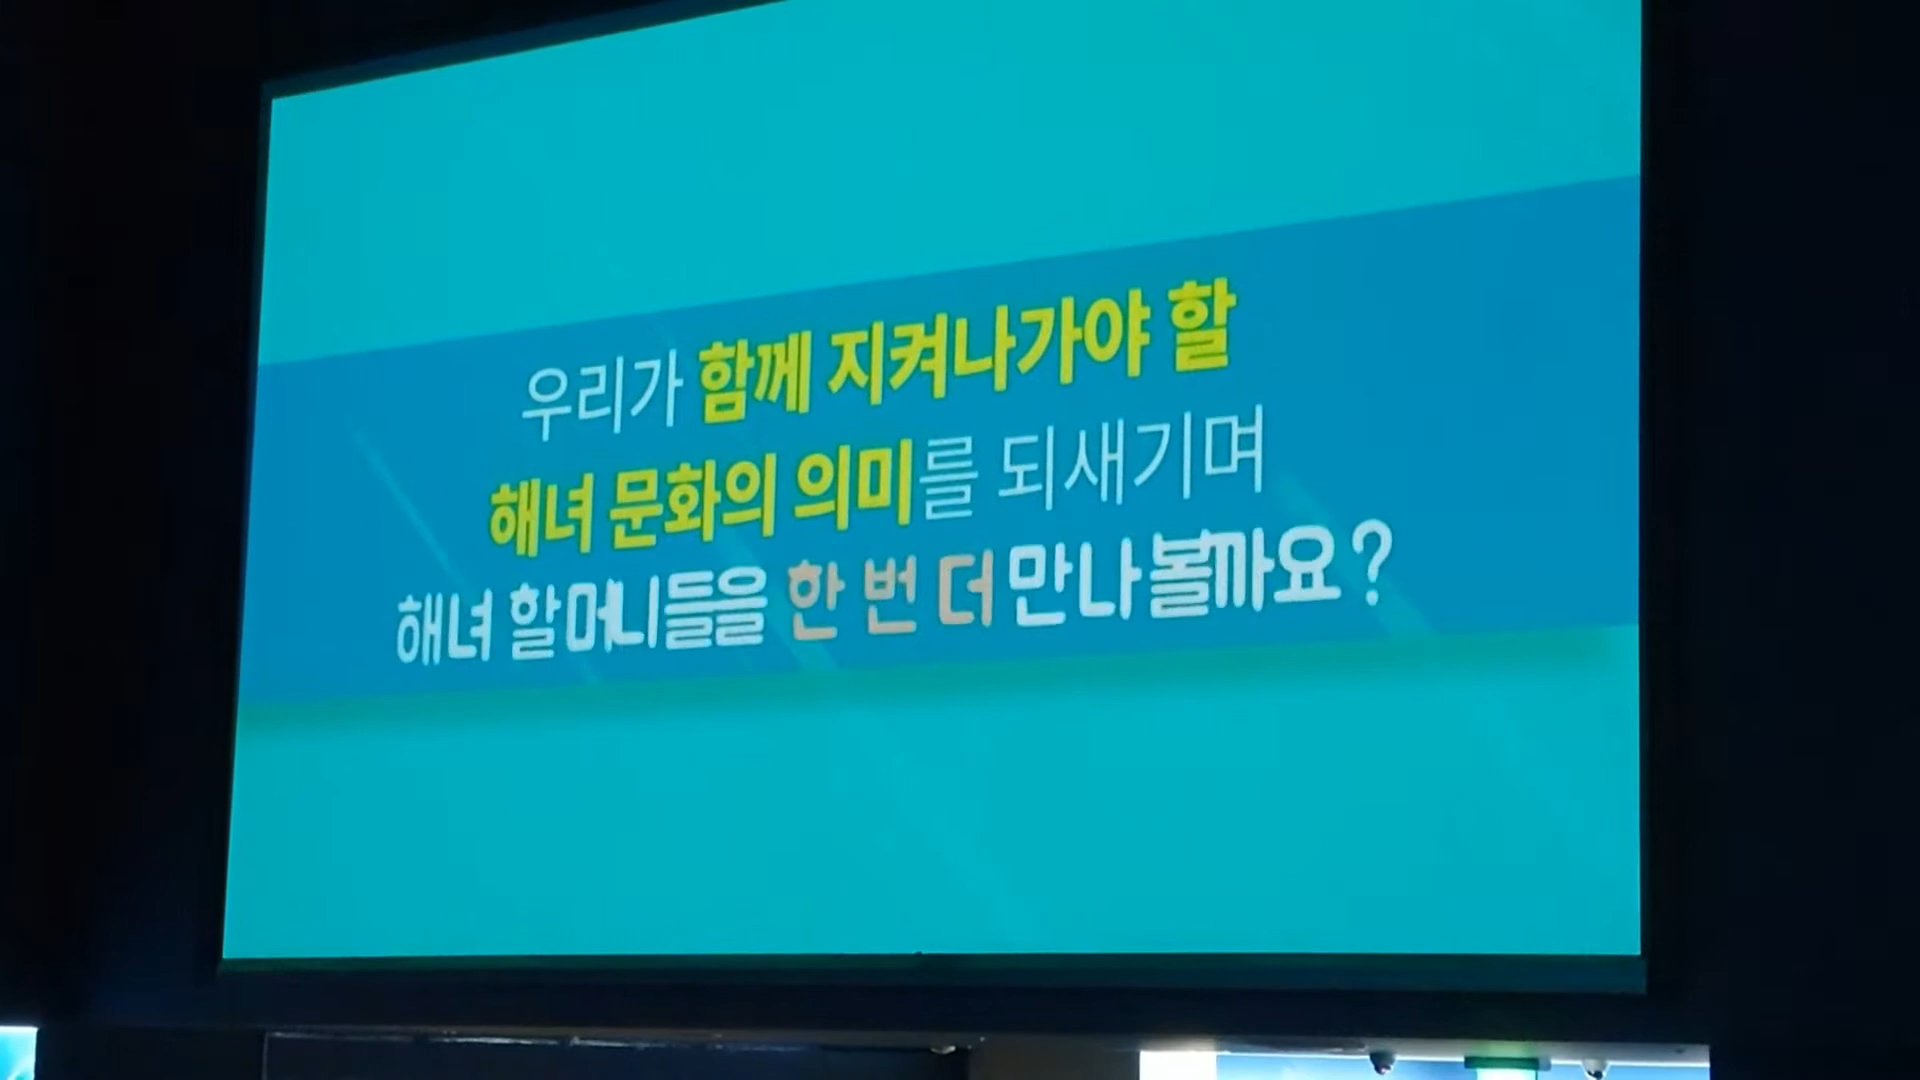 우리가 함께 지켜나가야 할
해녀 문화의 의미를 되새기며
해녀 할머니들을 한 번 더 만나 볼까요?